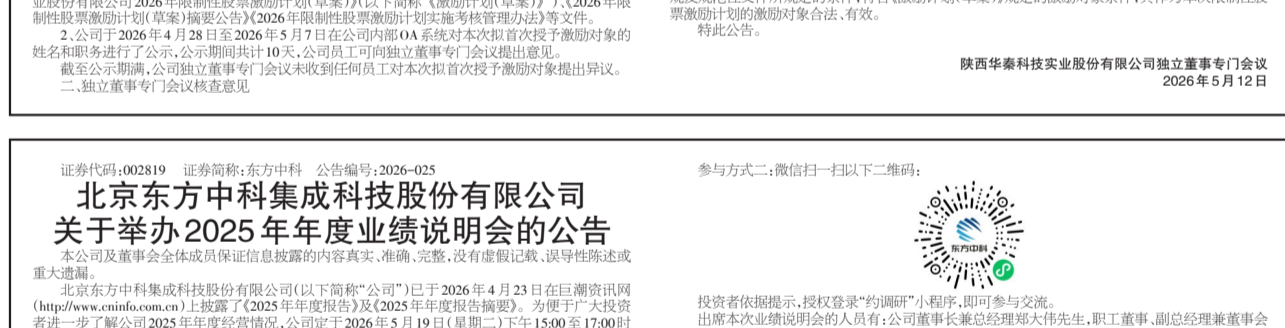 业股份有限公司2026年限制性股票激励计划(草案)》(以下简称《激励计划(草案)》)、《2026年限
制性股票激励计划(草案)摘要公告》《2026年限制性股票激励计划实施考核管理办法》等文件。
2、公司于2026年4月28日至2026年5月7日在公司内部OA系统对本次拟首次授予激励对象的
姓名和职务进行了公示,公示期间共计10天,公司员工可向独立董事专门会议提出意见。
截至公示期满,公司独立董事专门会议未收到任何员工对本次拟首次授予激励对象提出异议。
二、独立董事专门会议核查意见
票激励计划的激励对象合法、有效。
特此公告。
陕西华秦科技实业股份有限公司独立董事专门会议
2026年5月12日
证券代码:002819 证券简称:东方中科 公告编号:2026-025
北京东方中科集成科技股份有限公司
关于举办2025年年度业绩说明会的公告
本公司及董事会全体成员保证信息披露的内容真实、准确、完整,没有虚假记载、误导性陈述或
重大遗漏。
北京东方中科集成科技股份有限公司(以下简称“公司”)已于2026年4月23日在巨潮资讯网
(http://www.cninfo.com.cn)上披露了《2025年年度报告》及《2025年年度报告摘要》。为便于广大投资
者进一步了解公司2025年年度经营情况,公司定于2026年5月19日(星期二)下午15:00至17:00时
参与方式二:微信扫一扫以下二维码:
东方中科
投资者依据提示,授权登录“约调研”小程序,即可参与交流。
出席本次业绩说明会的人员有:公司董事长兼总经理郑大伟先生,职工董事、副总经理兼董事会